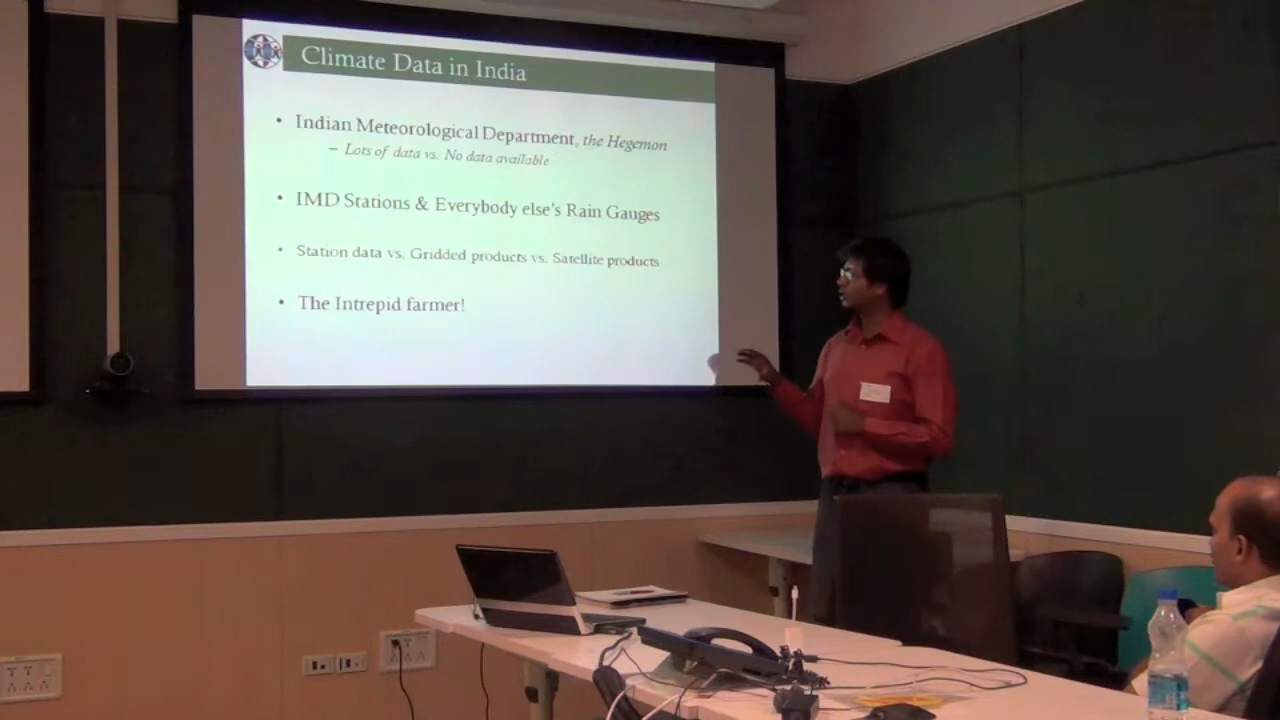 Climate Data in India
• Indian Meteorological Department, the Hegemon
– Lots of data vs. No data available
• IMD Stations & Everybody else's Rain Gauges
• Station data vs. Gridded products vs. Satellite products
• The Intrepid farmer!